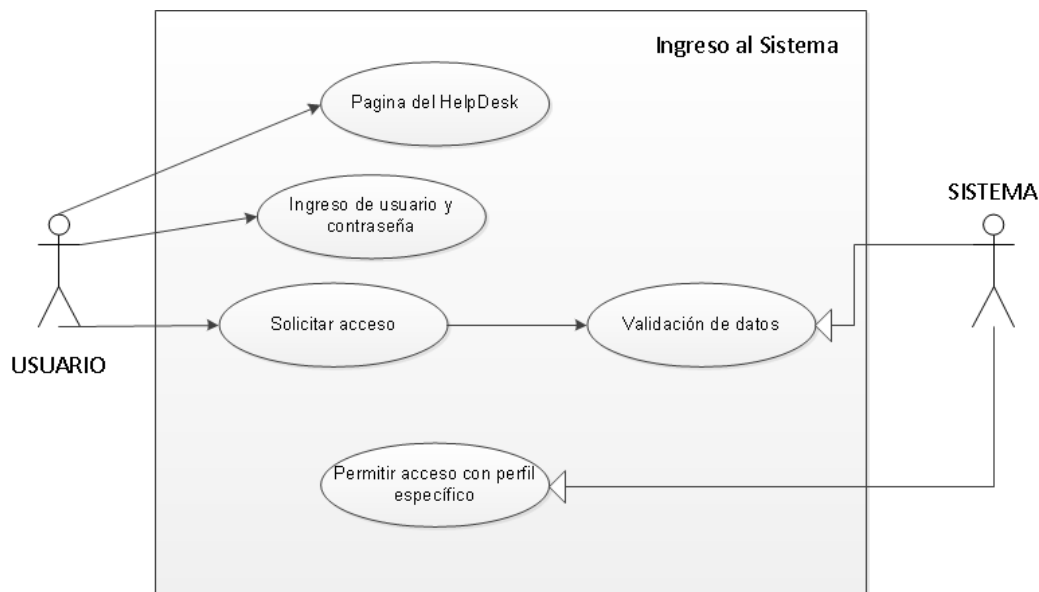 Ingreso al Sistema
Pagina del HelpDesk
Ingreso de usuario y
contraseña
SISTEMA
Solicitar acceso
Validación de datos
USUARIO
Permitir acceso con perfil
específico